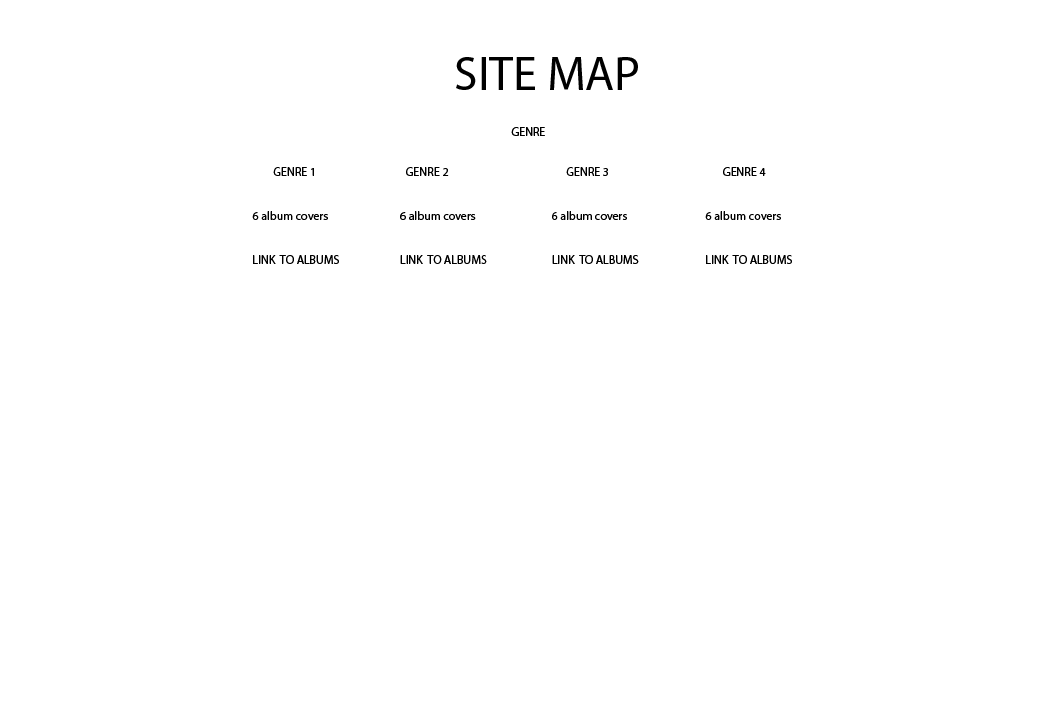 SITE MAP
GENRE
GENRE 1 GENRE 2 GENRE 3 GENRE 4
6 album covers 6 album covers 6 album covers 6 album covers
LINK TO ALBUMS LINK TO ALBUMS LINK TO ALBUMS LINK TO ALBUMS